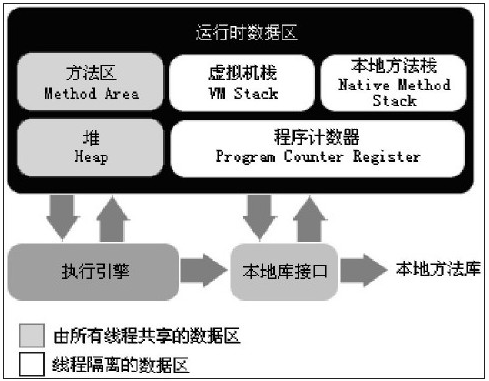 运行时数据区
方法区
Method Area
虚拟机栈
VM Stack
本地方法栈
Native Method
Stack
堆
Heap
程序计数器
Program Counter Register
执行引擎
本地库接口
本地方法库
由所有线程共享的数据区
线程隔离的数据区